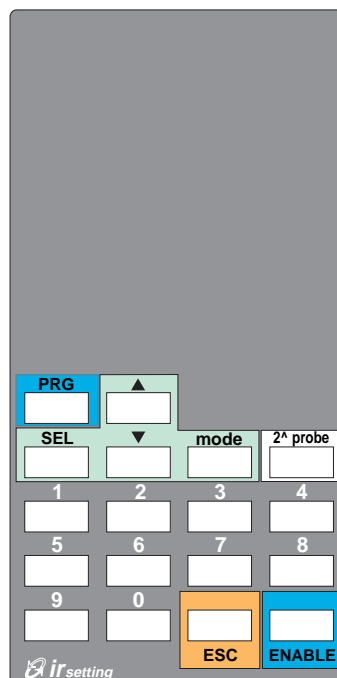 PRG ▲
SEL ▼ mode 2^ probe
1 2 3 4
5 6 7 8
9 0
ESC ENABLE
ir setting